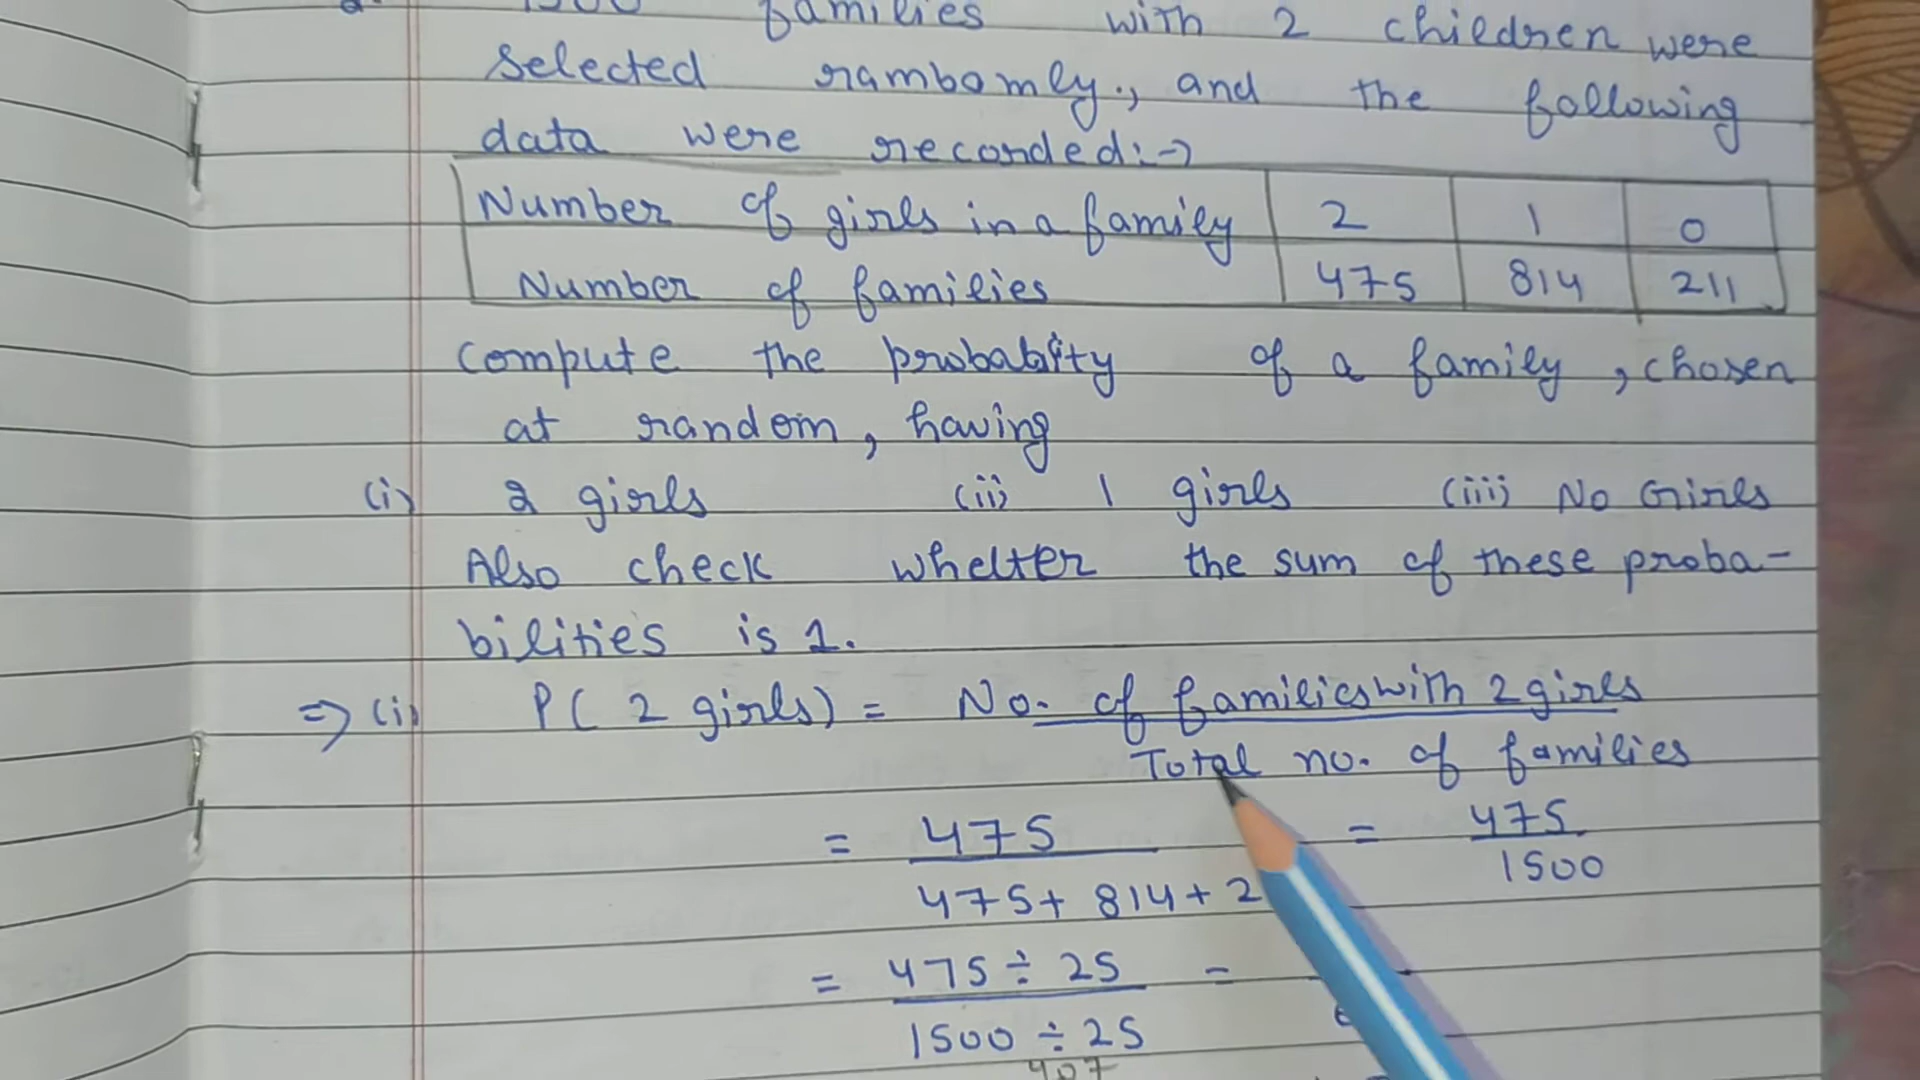 1500 families with 2 children were
Selected rambomly., and the following
data were recorded:→
Number of girls in a family 2 1 0
Number of families 475 814 211
Compute the probability of a family, chosen
at random, having
(i) 2 girls (ii) 1 girls (iii) No Girls
Also check whelter the sum of these proba-
bilities is 1.
⇒ (i) P( 2 girls) = No. of families with 2 girls
Total no. of families
= 475 = 475
475+ 814+ 2 1500
= 475 ÷ 25 =
1500 ÷ 25
407